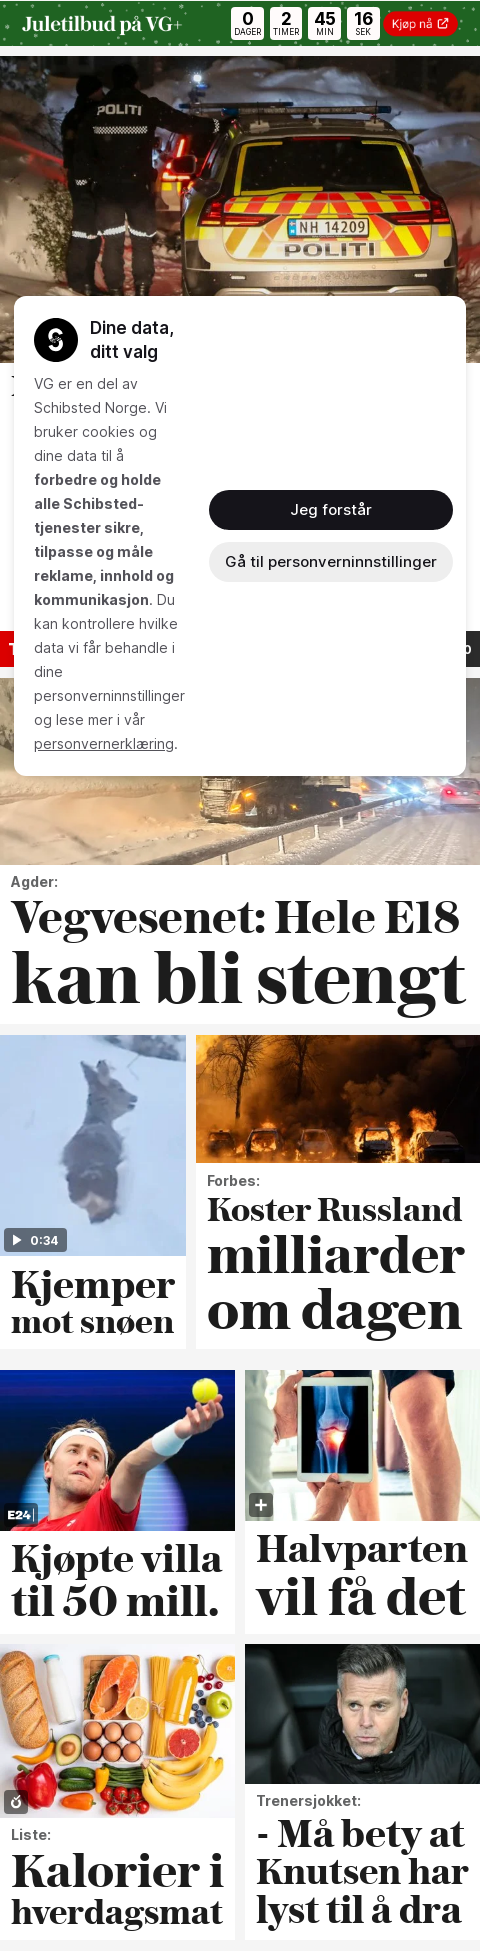 Juletilbud på VG+
0 2 45 16
DAGER TIMER MIN SEK
Kjøp nå
POLITI
NH 14209
POLITI
Dine data,
ditt valg
VG er en del av
Schibsted Norge. Vi
bruker cookies og
dine data til å
forbedre og holde
alle Schibsted-
tjenester sikre,
tilpasse og måle
reklame, innhold og
kommunikasjon. Du
kan kontrollere hvilke
data vi får behandle i
dine
personverninnstillinger
og lese mer i vår
personvernerklæring.
Jeg forstår
Gå til personverninnstillinger
Agder:
Vegvesenet: Hele E18
kan bli stengt
0:34
Kjemper
mot snøen
Forbes:
Koster Russland
milliarder
om dagen
E24
Kjøpte villa
til 50 mill.
Halvparten
vil få det
Liste:
Kalorier i
hverdagsmat
Trenersjokket:
- Må bety at
Knutsen har
lyst til å dra